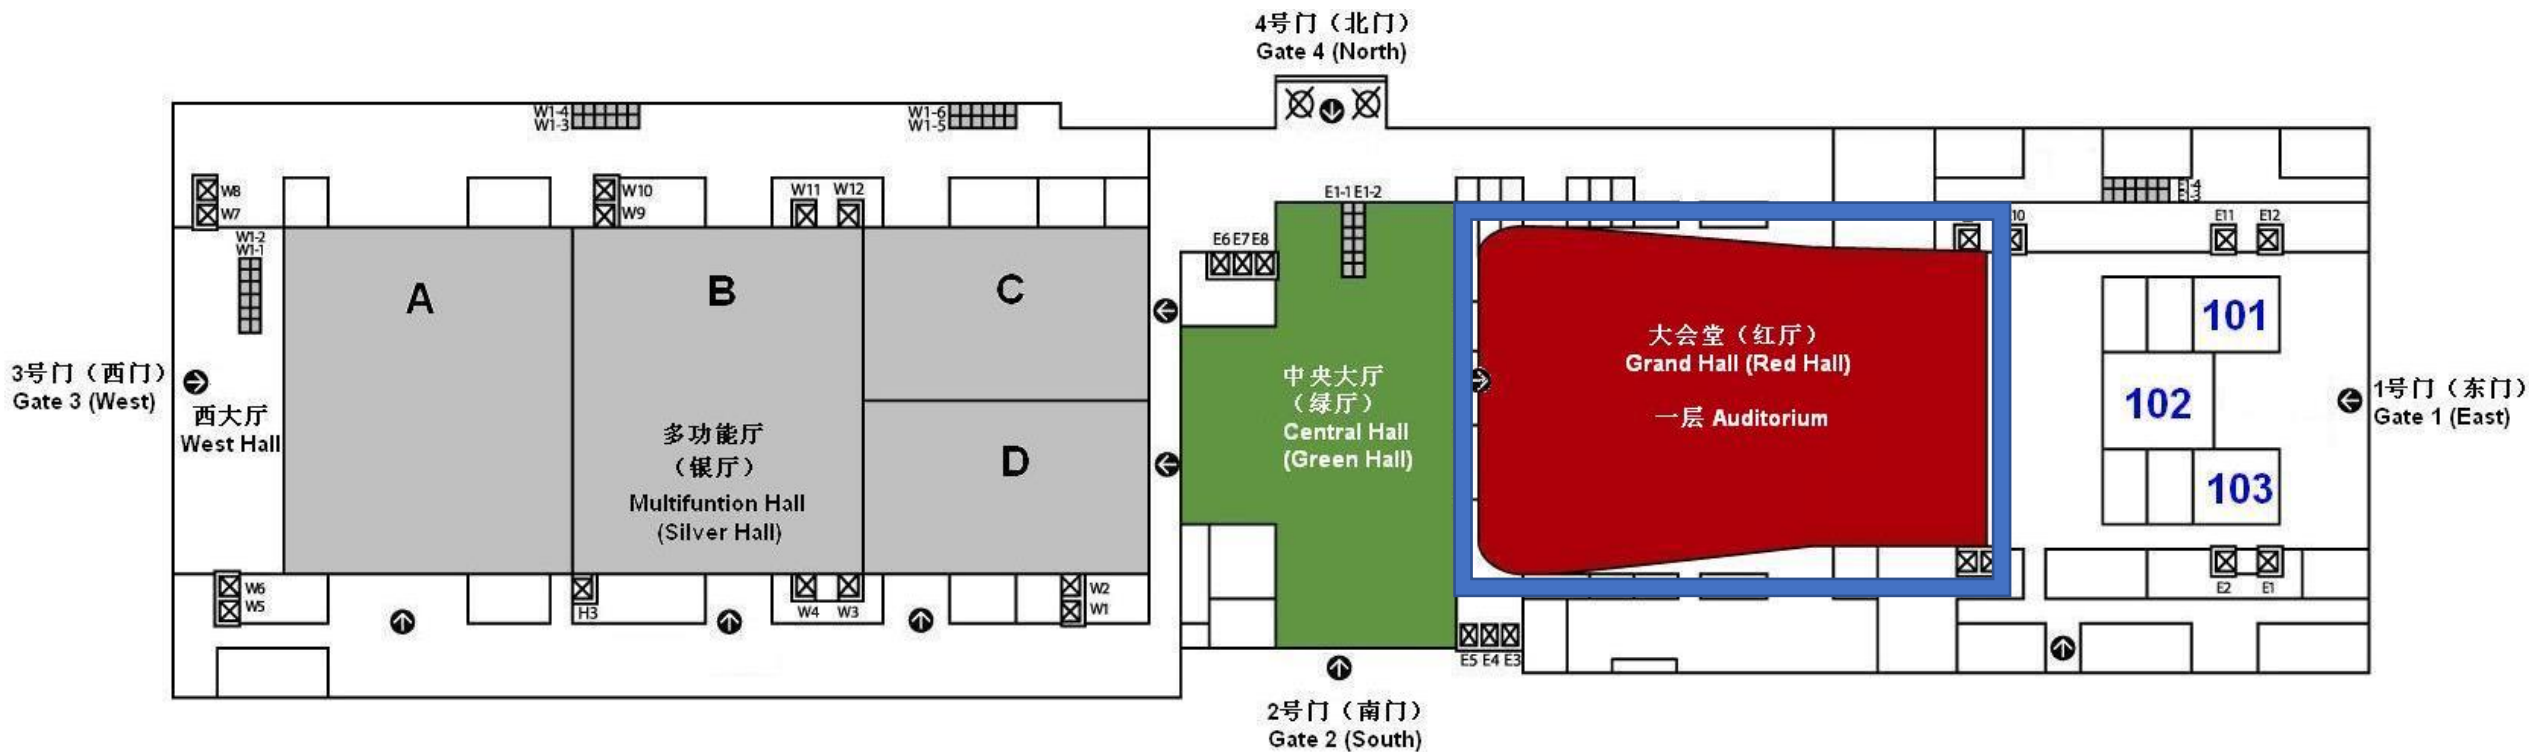 4号门（北门）
Gate 4 (North)
W1-4
W1-3
W1-6
W1-5
W8
W7
W10
W9
W11 W12
E1-1 E1-2
E1-4
E1-3
W1-2
W1-1
E6 E7 E8
10
E11 E12
A
B
C
D
101
102
103
大会堂（红厅）
Grand Hall (Red Hall)
一层 Auditorium
3号门（西门）
Gate 3 (West)
西大厅
West Hall
多功能厅
（银厅）
Multifuntion Hall
(Silver Hall)
中央大厅
（绿厅）
Central Hall
(Green Hall)
1号门（东门）
Gate 1 (East)
W6
W5
H3
W4 W3
W2
W1
E5 E4 E3
E2 E1
2号门（南门）
Gate 2 (South)